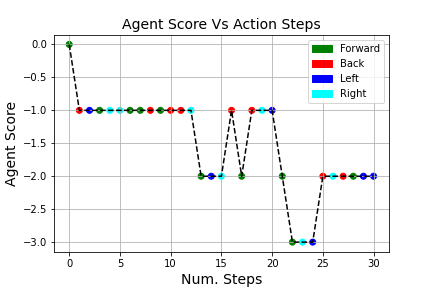 Agent Score Vs Action Steps
Agent Score
0.0
−0.5
−1.0
−1.5
−2.0
−2.5
−3.0
Forward
Back
Left
Right
0 5 10 15 20 25 30
Num. Steps